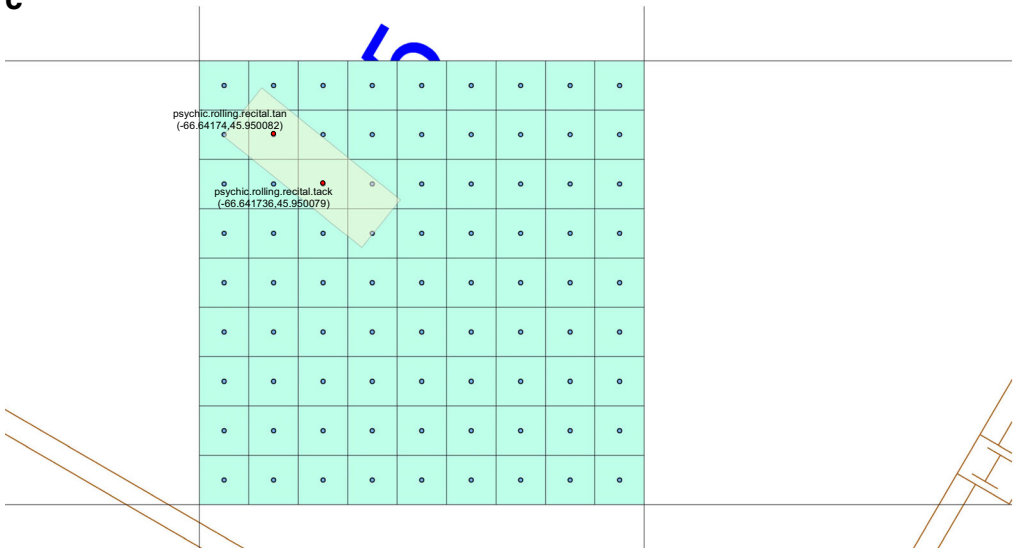 c
psychic.rolling.recital.tan
(-66.64174,45.950082)
psychic.rolling.recital.tack
(-66.641736,45.950079)